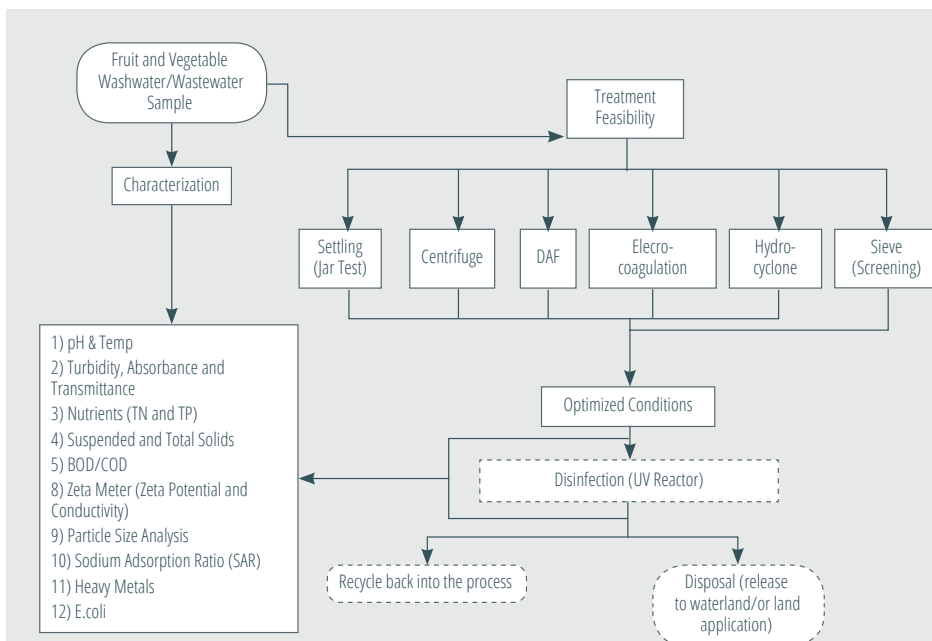 Fruit and Vegetable
Washwater/Wastewater
Sample
Treatment
Feasibility
Characterization
Settling
(Jar Test)
Centrifuge
DAF
Elecro-
coagulation
Hydro-
cyclone
Sieve
(Screening)
1) pH & Temp
2) Turbidity, Absorbance and
Transmittance
3) Nutrients (TN and TP)
4) Suspended and Total Solids
5) BOD/COD
8) Zeta Meter (Zeta Potential and
Conductivity)
9) Particle Size Analysis
10) Sodium Adsorption Ratio (SAR)
11) Heavy Metals
12) E.coli
Optimized Conditions
Disinfection (UV Reactor)
Recycle back into the process
Disposal (release
to waterland/or land
application)